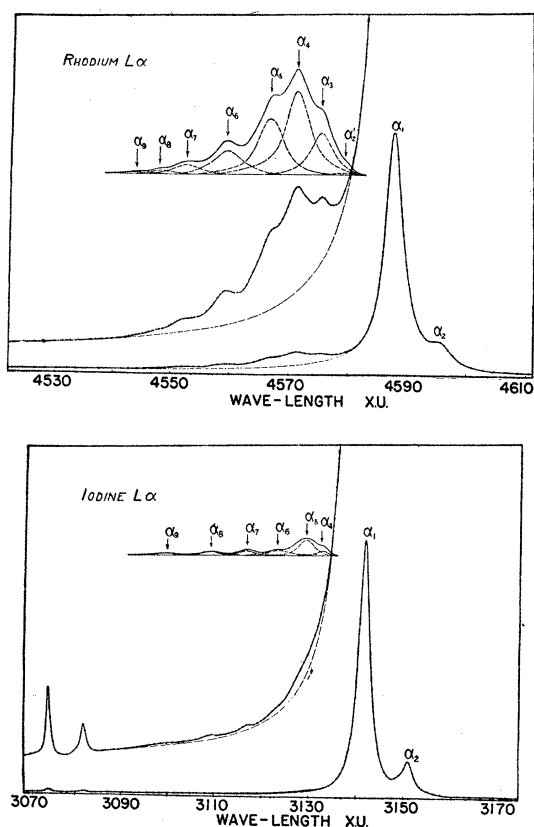 RHODIUM Lα
α₉ α₈ α₇ α₆ α₅ α₄ α₃ α₂'
α₁
α₂
4530 4550 4570 4590 4610
WAVE-LENGTH X.U.
IODINE Lα
α₉ α₈ α₇ α₆ α₅ α₄
α₁
α₂
3070 3090 3110 3130 3150 3170
WAVE-LENGTH X.U.